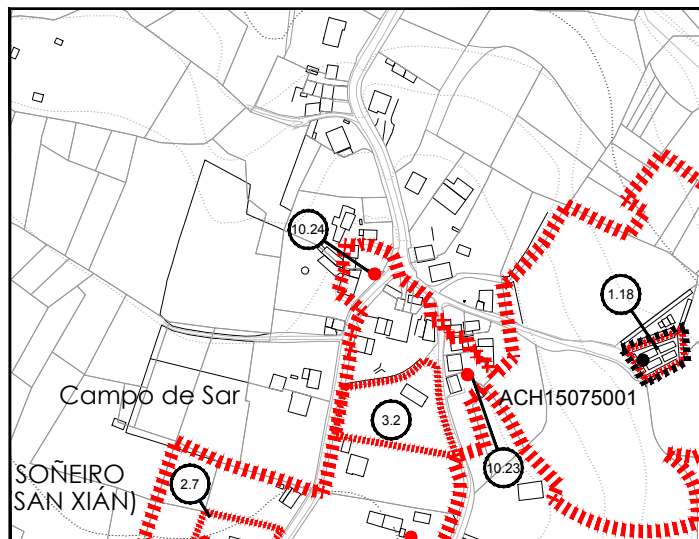 10.24
1.18
Campo de Sar
ACH15075001
3.2
SOÑEIRO
SAN XIÁN)
2.7
10.23